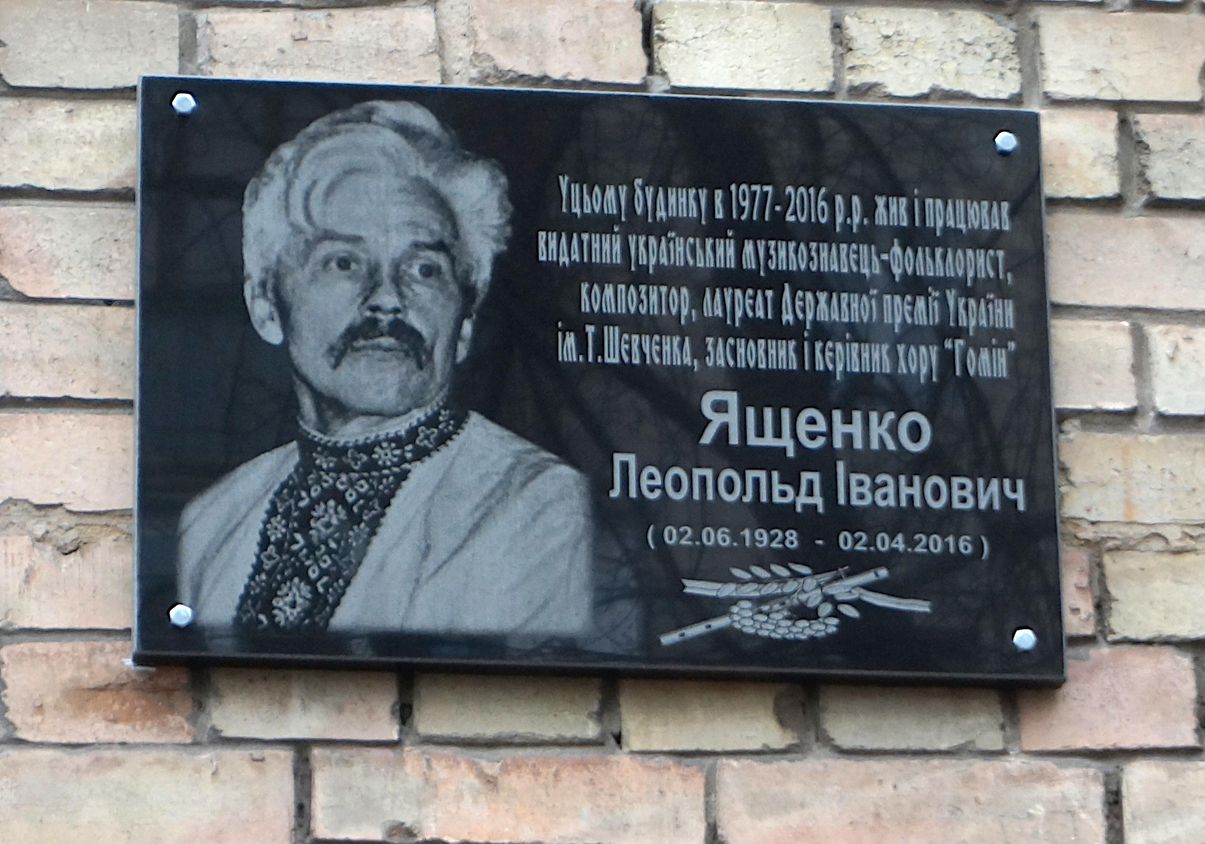 Уцьому будинку в 1977-2016 р.р. жив і працював
видатний український музикознавець-фольклорист,
композитор, лауреат Державної премії України
ім.Т.Шевченка, засновник і керівник хору "Гомін"
Ященко
Леопольд Іванович
( 02.06.1928 - 02.04.2016 )